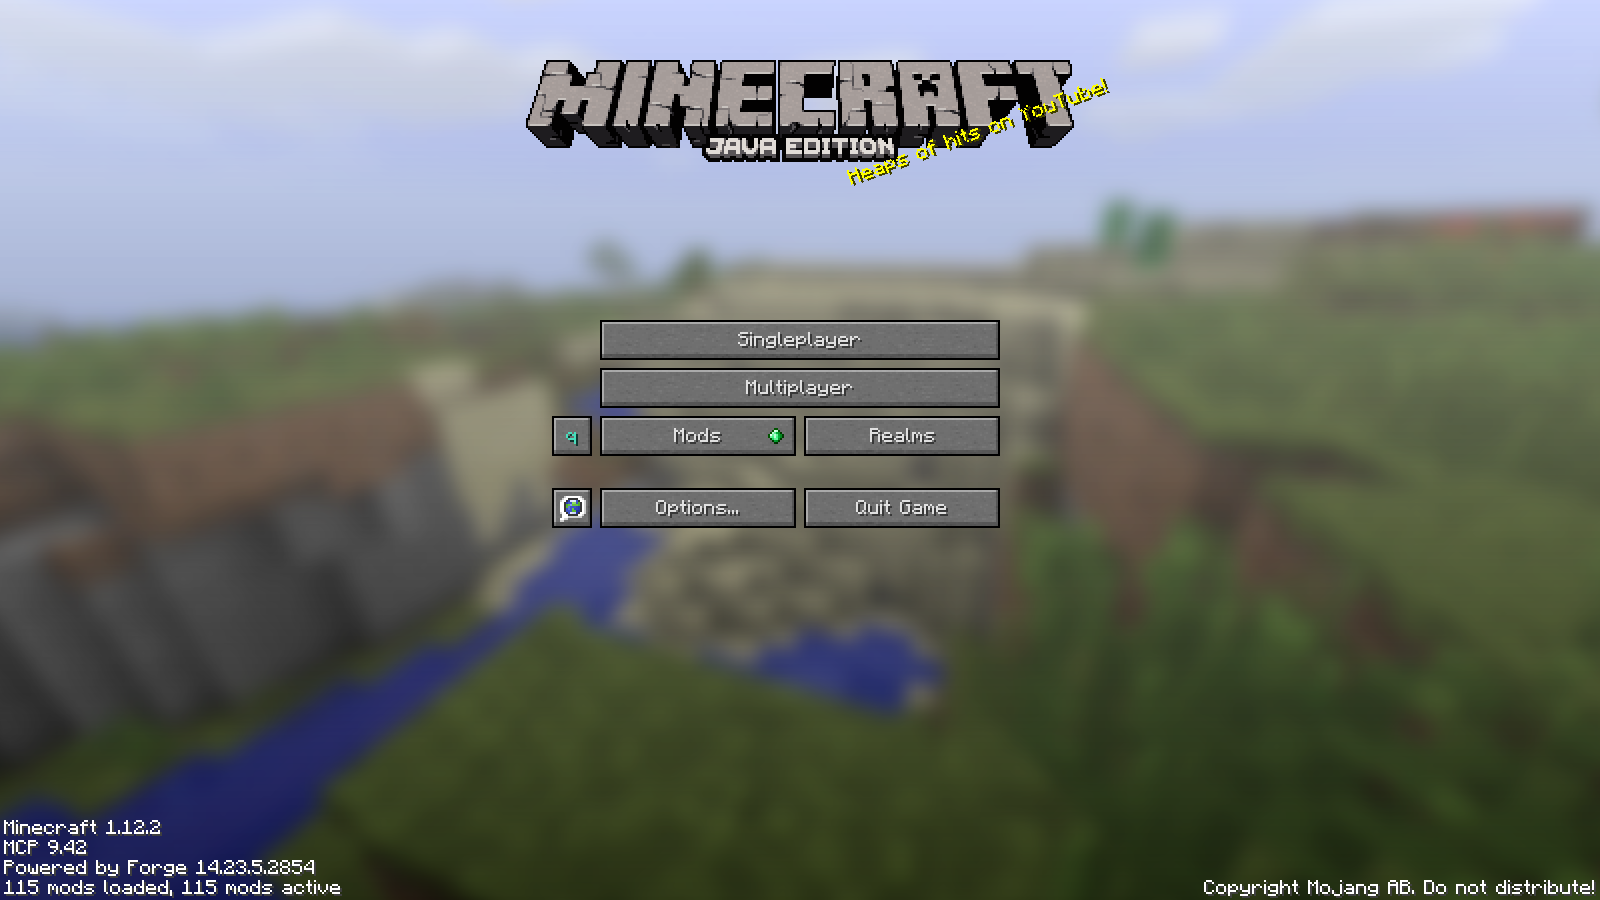 MINECRAFT
JAVA EDITION
Heaps of hits on YouTube!
Singleplayer
Multiplayer
q
Mods
Realms
Options...
Quit Game
Minecraft 1.12.2
MCP 9.42
Powered by Forge 14.23.5.2854
115 mods loaded, 115 mods active
Copyright Mojang AB. Do not distribute!